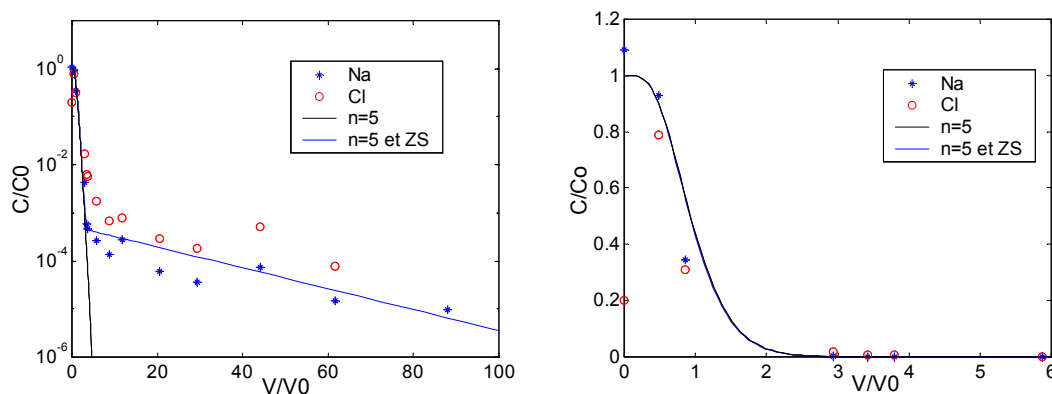 10^0
10^-2
10^-4
10^-6
C/C0
0 20 40 60 80 100
V/V0
Na
Cl
n=5
n=5 et ZS
1.2
1
0.8
0.6
0.4
0.2
0
C/Co
0 1 2 3 4 5 6
V/V0
Na
Cl
n=5
n=5 et ZS